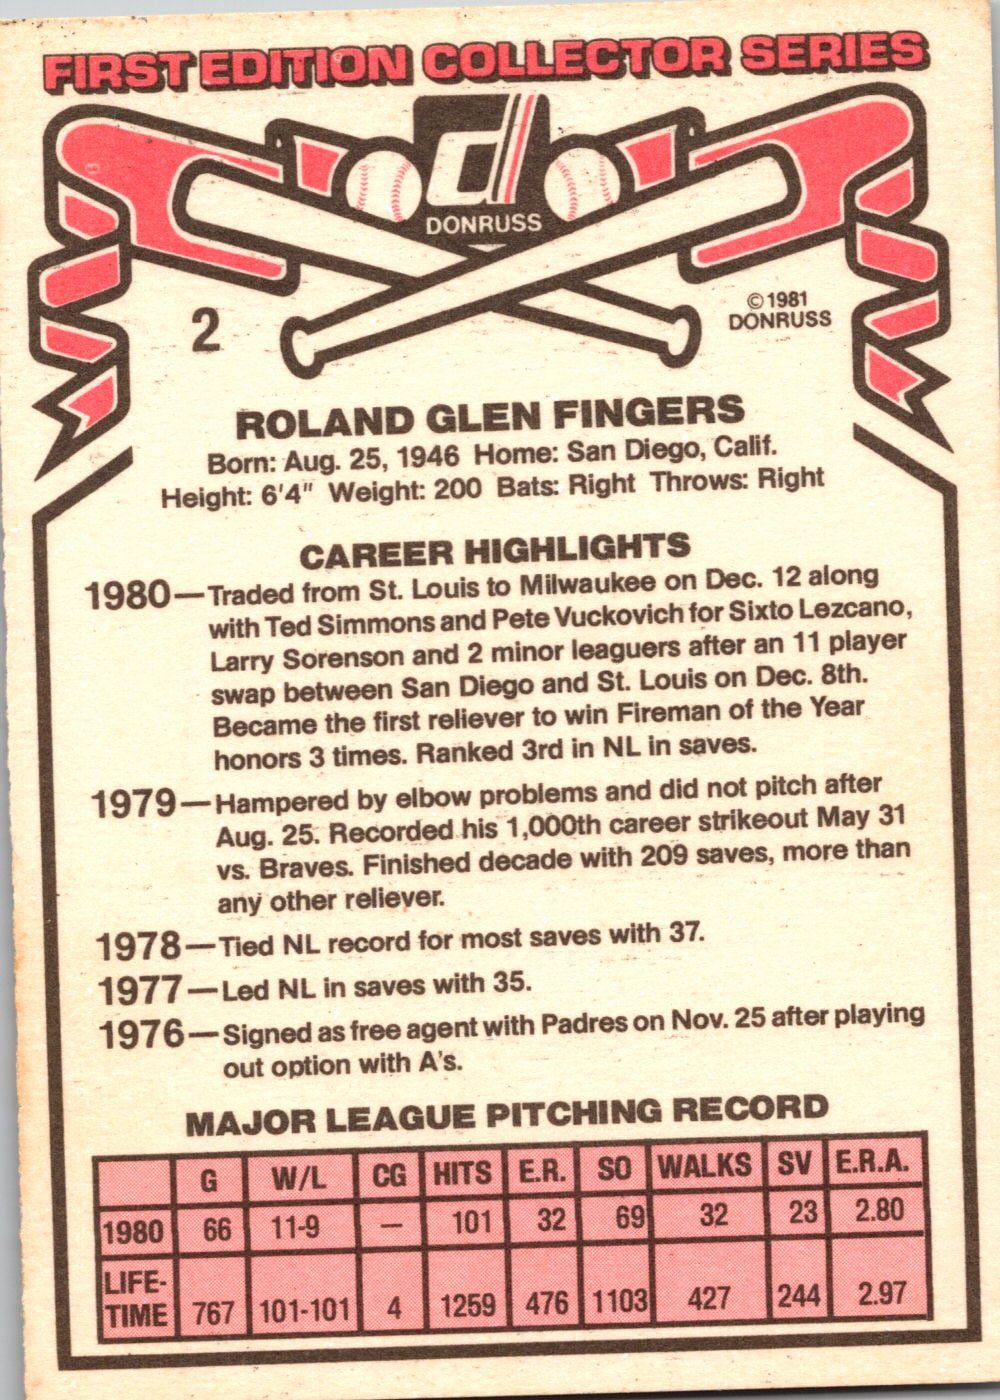 FIRST EDITION COLLECTOR SERIES
d
DONRUSS
2
© 1981
DONRUSS
ROLAND GLEN FINGERS
Born: Aug. 25, 1946 Home: San Diego, Calif.
Height: 6'4" Weight: 200 Bats: Right Throws: Right
CAREER HIGHLIGHTS
1980—Traded from St. Louis to Milwaukee on Dec. 12 along
with Ted Simmons and Pete Vuckovich for Sixto Lezcano,
Larry Sorenson and 2 minor leaguers after an 11 player
swap between San Diego and St. Louis on Dec. 8th.
Became the first reliever to win Fireman of the Year
honors 3 times. Ranked 3rd in NL in saves.
1979—Hampered by elbow problems and did not pitch after
Aug. 25. Recorded his 1,000th career strikeout May 31
vs. Braves. Finished decade with 209 saves, more than
any other reliever.
1978—Tied NL record for most saves with 37.
1977—Led NL in saves with 35.
1976—Signed as free agent with Padres on Nov. 25 after playing
out option with A's.
MAJOR LEAGUE PITCHING RECORD
G W/L CG HITS E.R. SO WALKS SV E.R.A.
1980 66 11-9 — 101 32 69 32 23 2.80
LIFE-
TIME 767 101-101 4 1259 476 1103 427 244 2.97